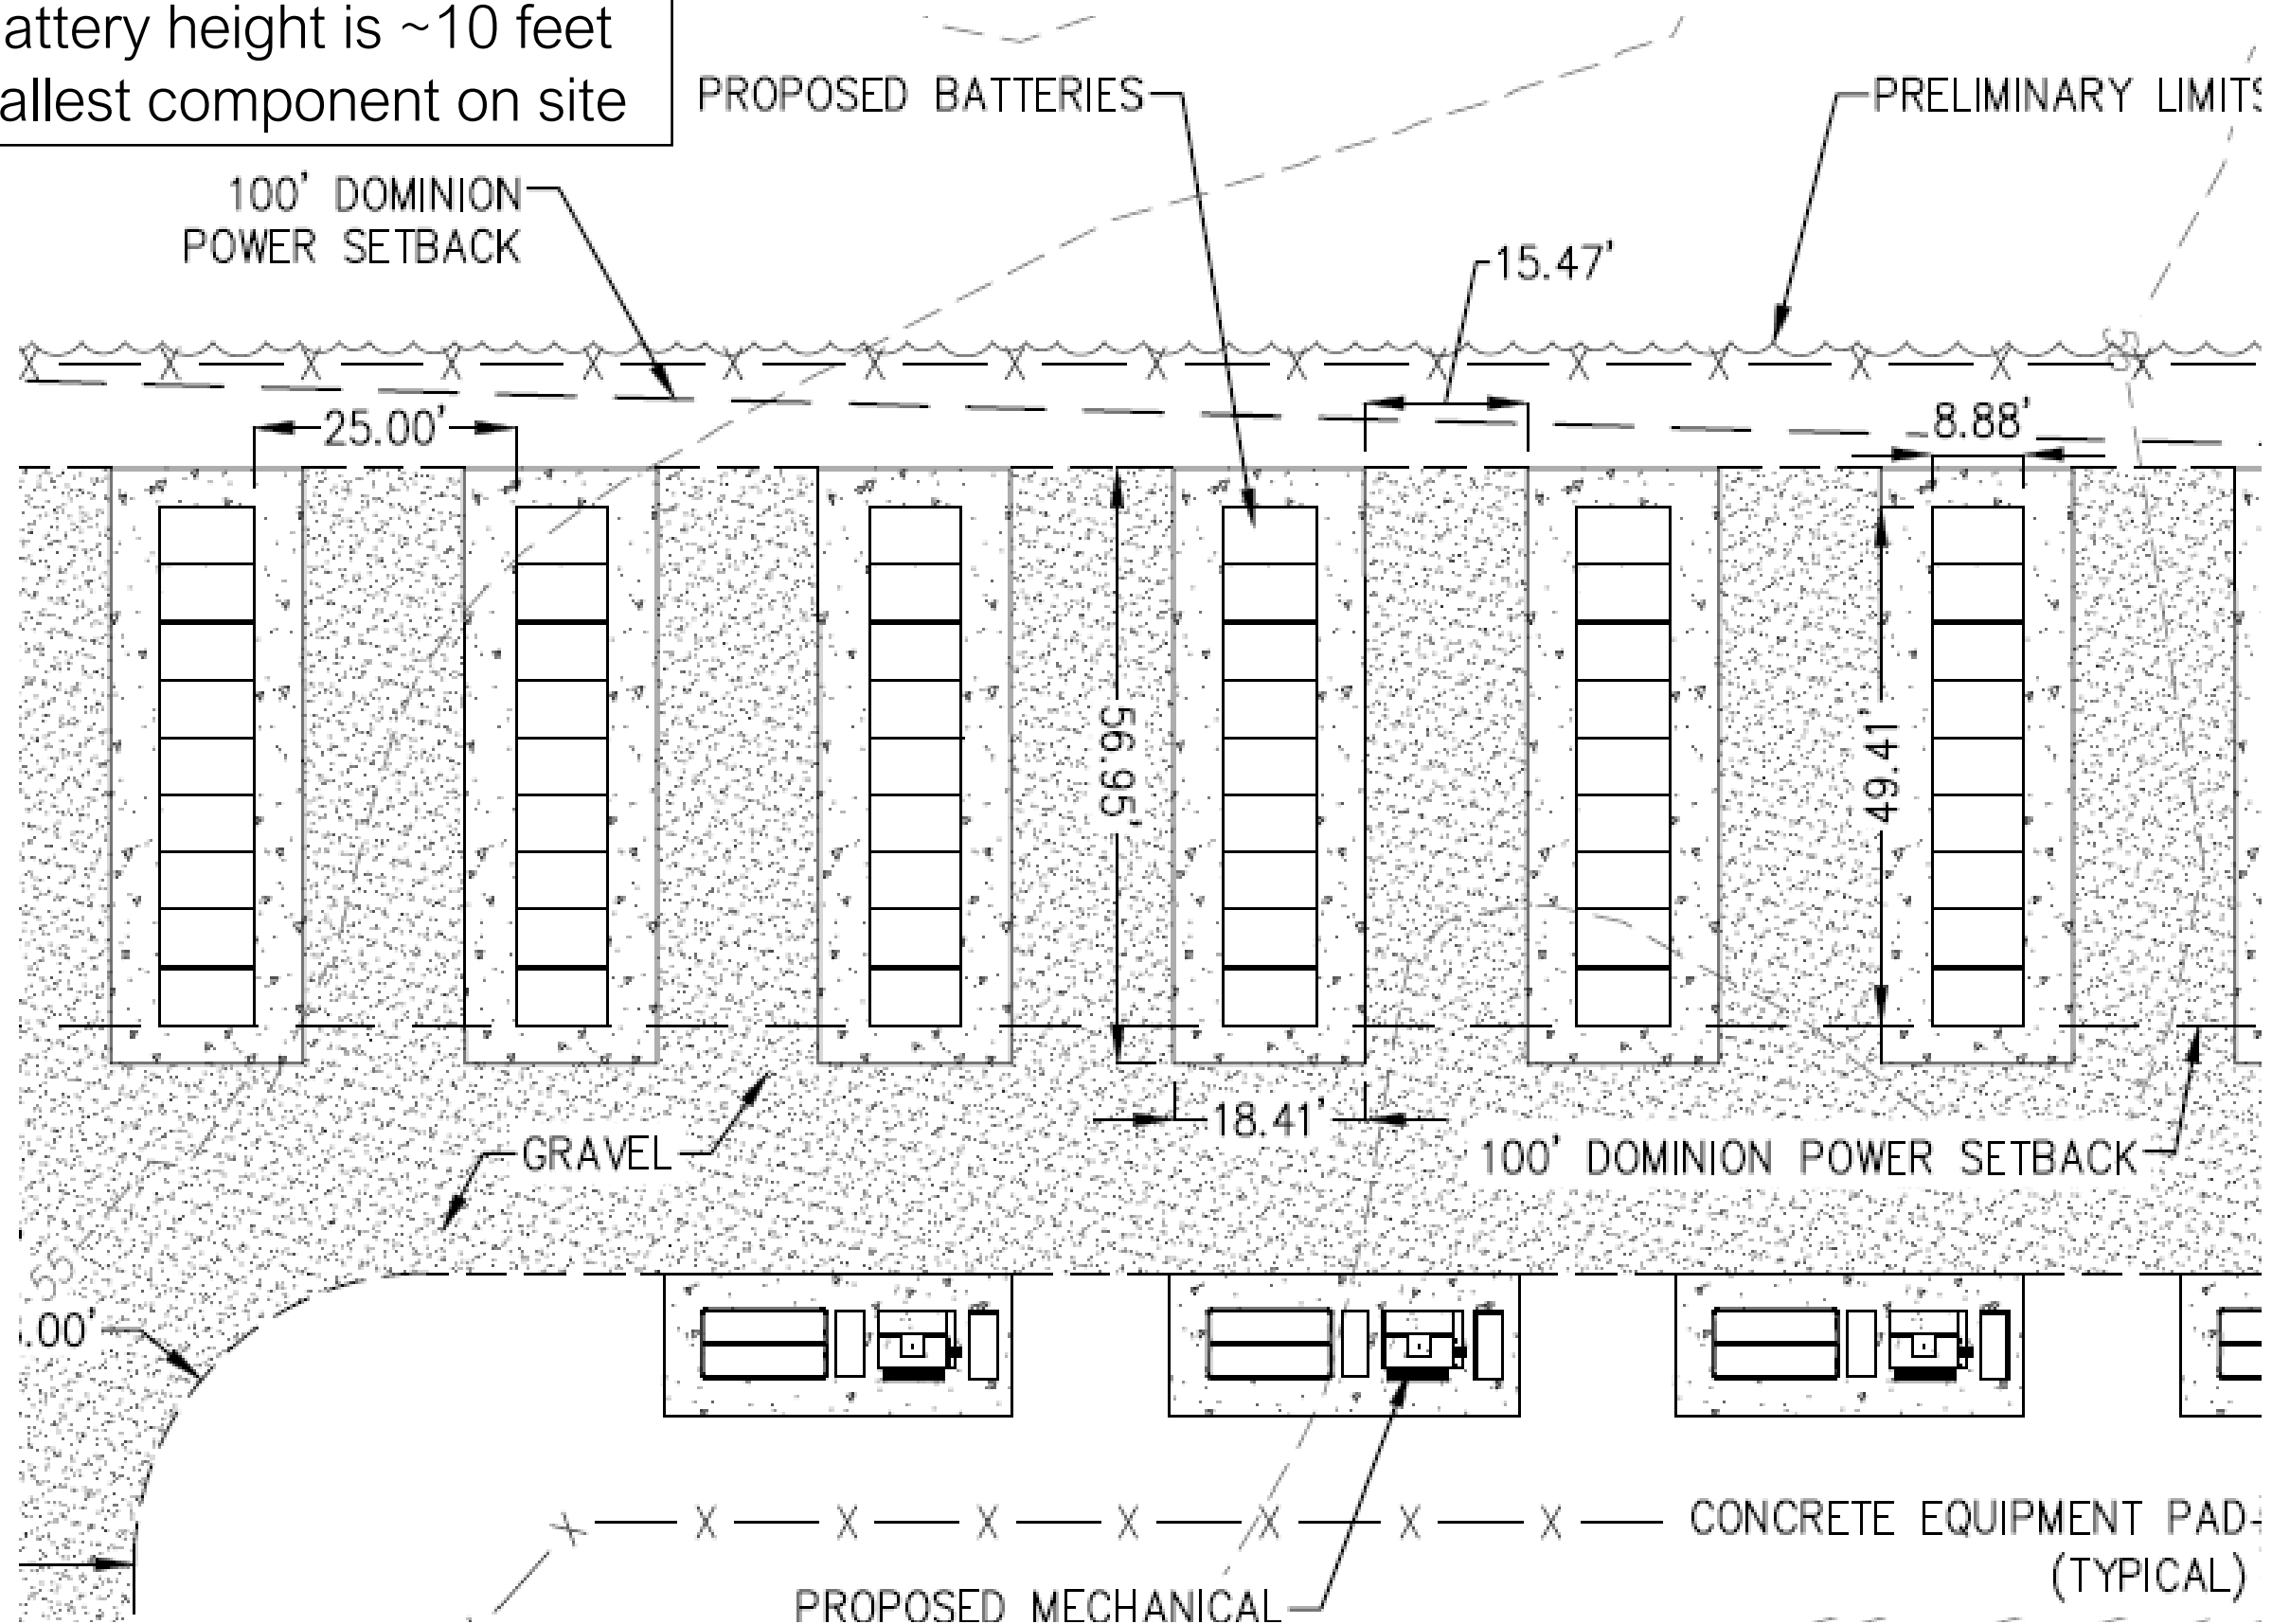 attery height is ~10 feet
allest component on site
PROPOSED BATTERIES
PRELIMINARY LIMITS
100' DOMINION
POWER SETBACK
15.47'
25.00'
8.88'
56.95'
49.41'
18.41'
GRAVEL
100' DOMINION POWER SETBACK
55
.00'
CONCRETE EQUIPMENT PAD
(TYPICAL)
PROPOSED MECHANICAL